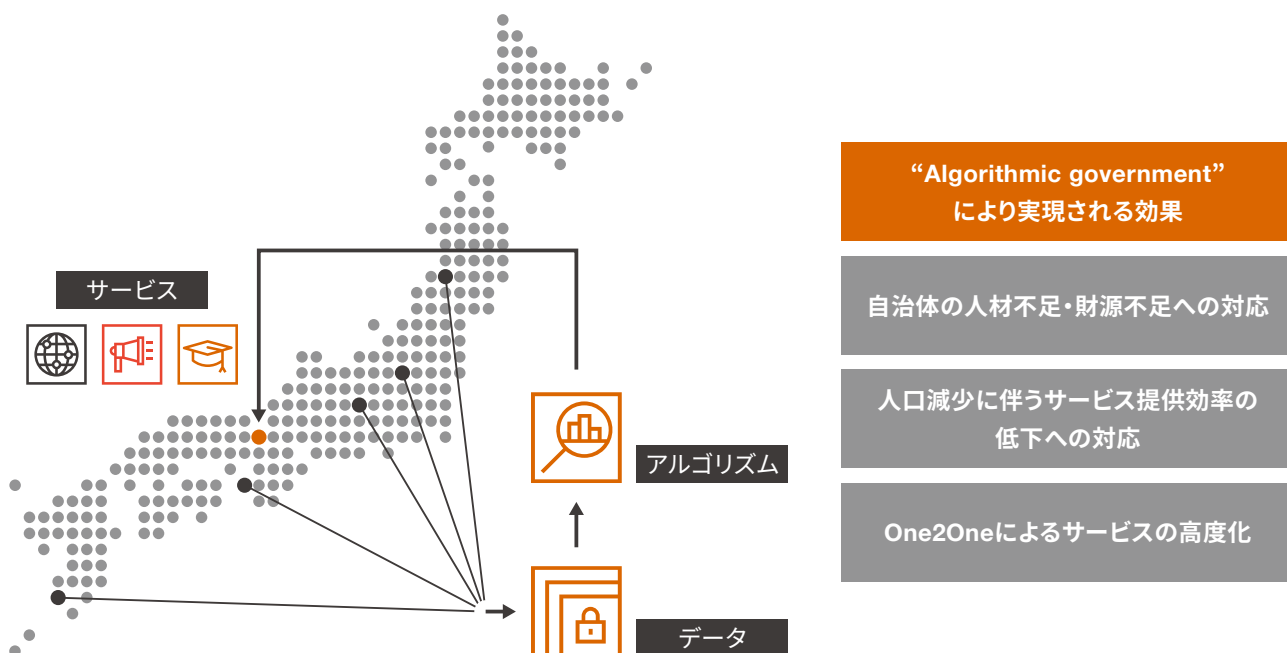 サービス
アルゴリズム
データ
“Algorithmic government”
により実現される効果
自治体の人材不足・財源不足への対応
人口減少に伴うサービス提供効率の
低下への対応
One2Oneによるサービスの高度化